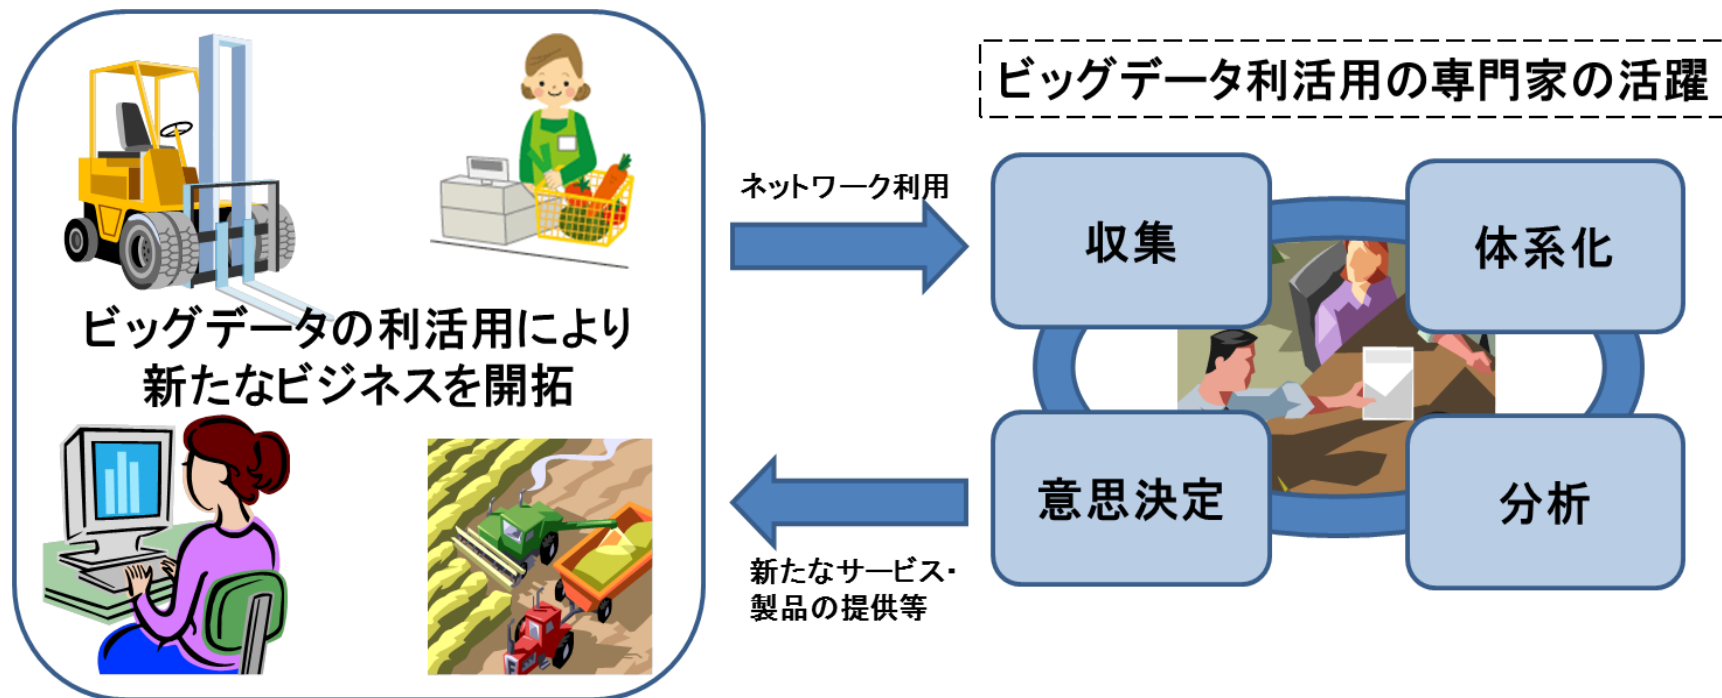 ビッグデータの利活用により
新たなビジネスを開拓
ネットワーク利用
新たなサービス・
製品の提供等
ビッグデータ利活用の専門家の活躍
収集
体系化
意思決定
分析